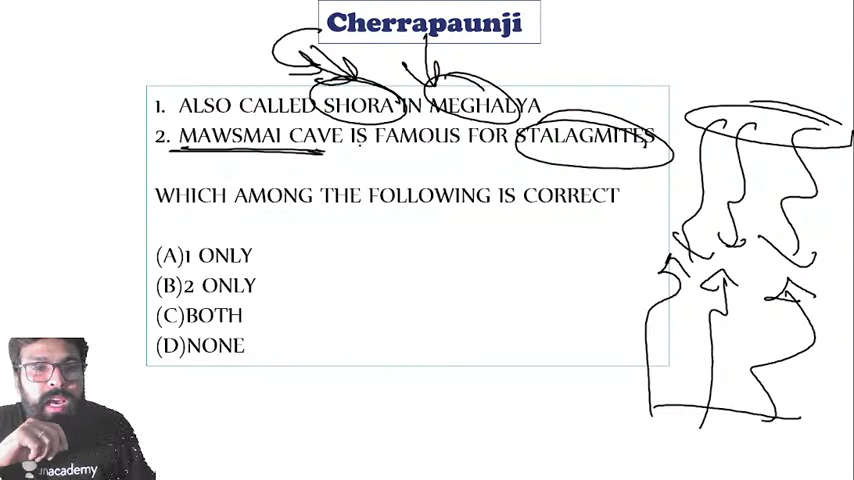 Cherrapaunji
1. ALSO CALLED SHORA IN MEGHALYA
2. MAWSMAI CAVE IS FAMOUS FOR STALAGMITES
WHICH AMONG THE FOLLOWING IS CORRECT
(A)1 ONLY
(B)2 ONLY
(C)BOTH
(D)NONE
unacademy